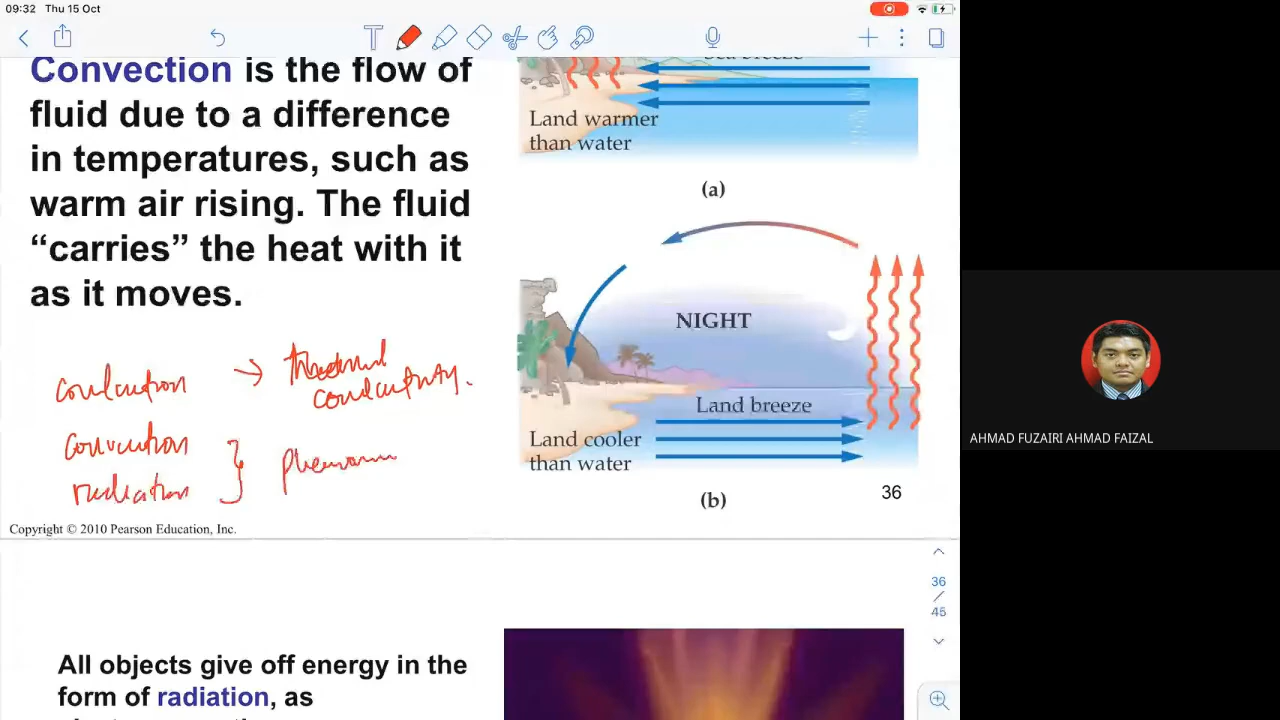 09:32 Thu 15 Oct
Convection is the flow of
fluid due to a difference
in temperatures, such as
warm air rising. The fluid
“carries” the heat with it
as it moves.
conduction → thermal
conductivity.
convection
radiation
Land warmer
than water
(a)
NIGHT
Land breeze
Land cooler
than water
(b)
36
Copyright © 2010 Pearson Education, Inc.
36
/
45
All objects give off energy in the
form of radiation, as
AHMAD FUZAIRI AHMAD FAIZAL